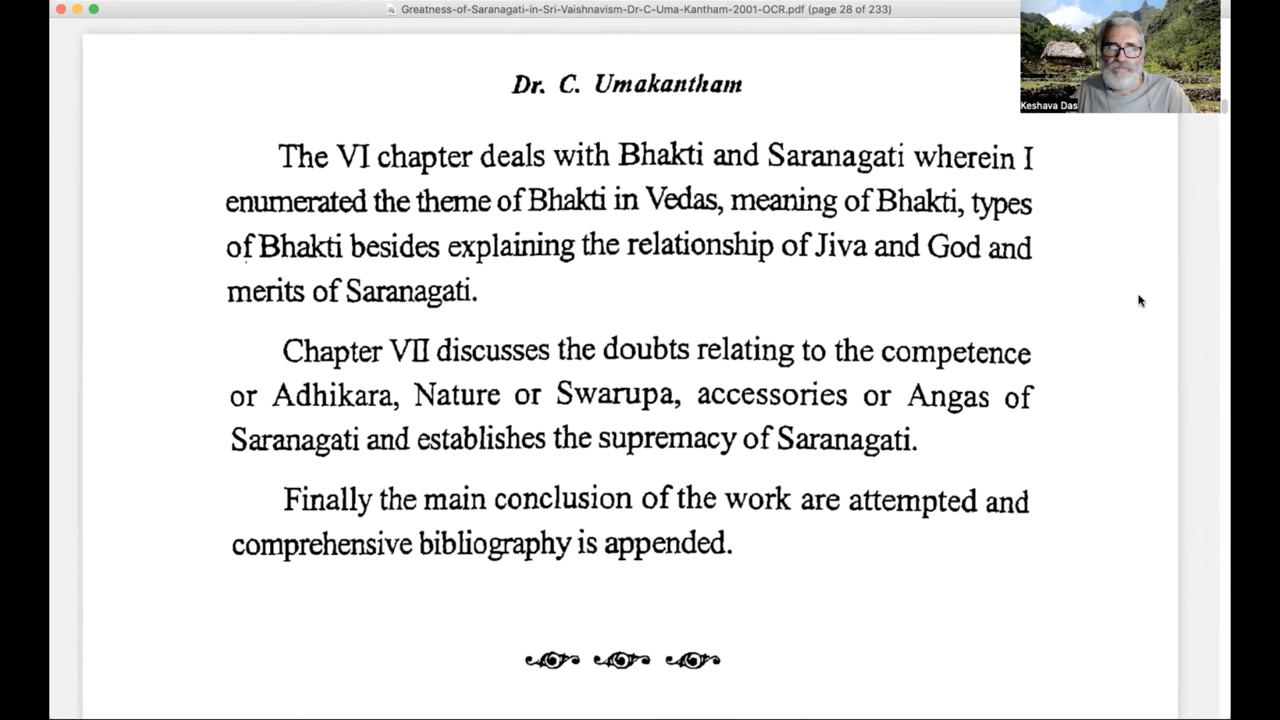 Greatness-of-Saranagati-in-Sri-Vaishnavism-Dr-C-Uma-Kantham-2001-OCR.pdf (page 28 of 233)
Keshava Das
Dr. C. Umakantham
The VI chapter deals with Bhakti and Saranagati wherein I
enumerated the theme of Bhakti in Vedas, meaning of Bhakti, types
of Bhakti besides explaining the relationship of Jiva and God and
merits of Saranagati.
Chapter VII discusses the doubts relating to the competence
or Adhikara, Nature or Swarupa, accessories or Angas of
Saranagati and establishes the supremacy of Saranagati.
Finally the main conclusion of the work are attempted and
comprehensive bibliography is appended.